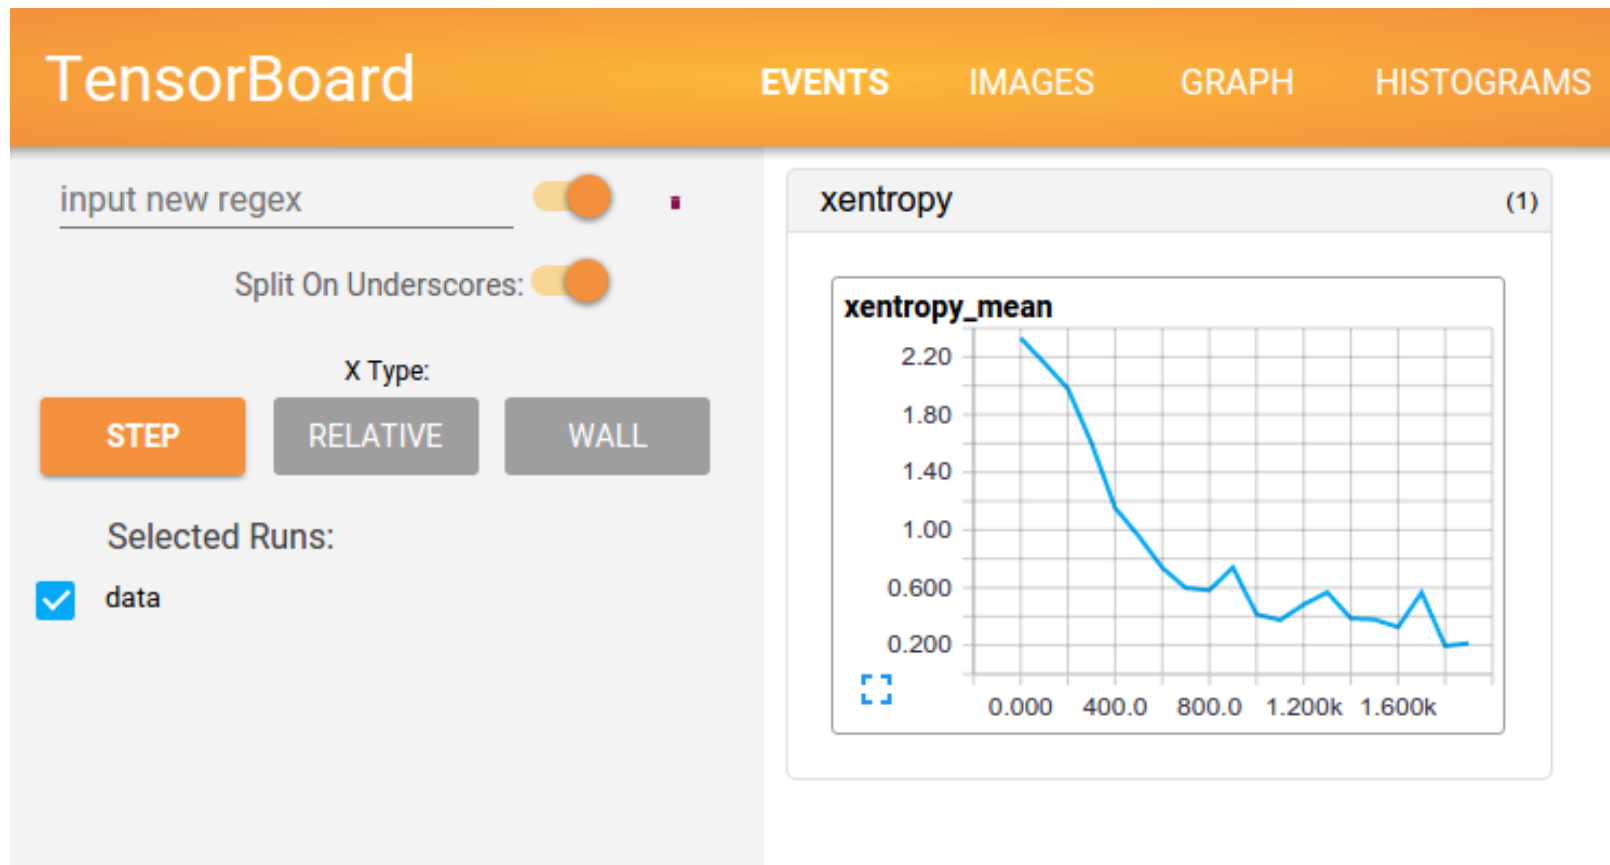 TensorBoard
EVENTS IMAGES GRAPH HISTOGRAMS
input new regex
Split On Underscores:
X Type:
STEP RELATIVE WALL
Selected Runs:
data
xentropy (1)
xentropy_mean
2.20
1.80
1.40
1.00
0.600
0.200
0.000 400.0 800.0 1.200k 1.600k